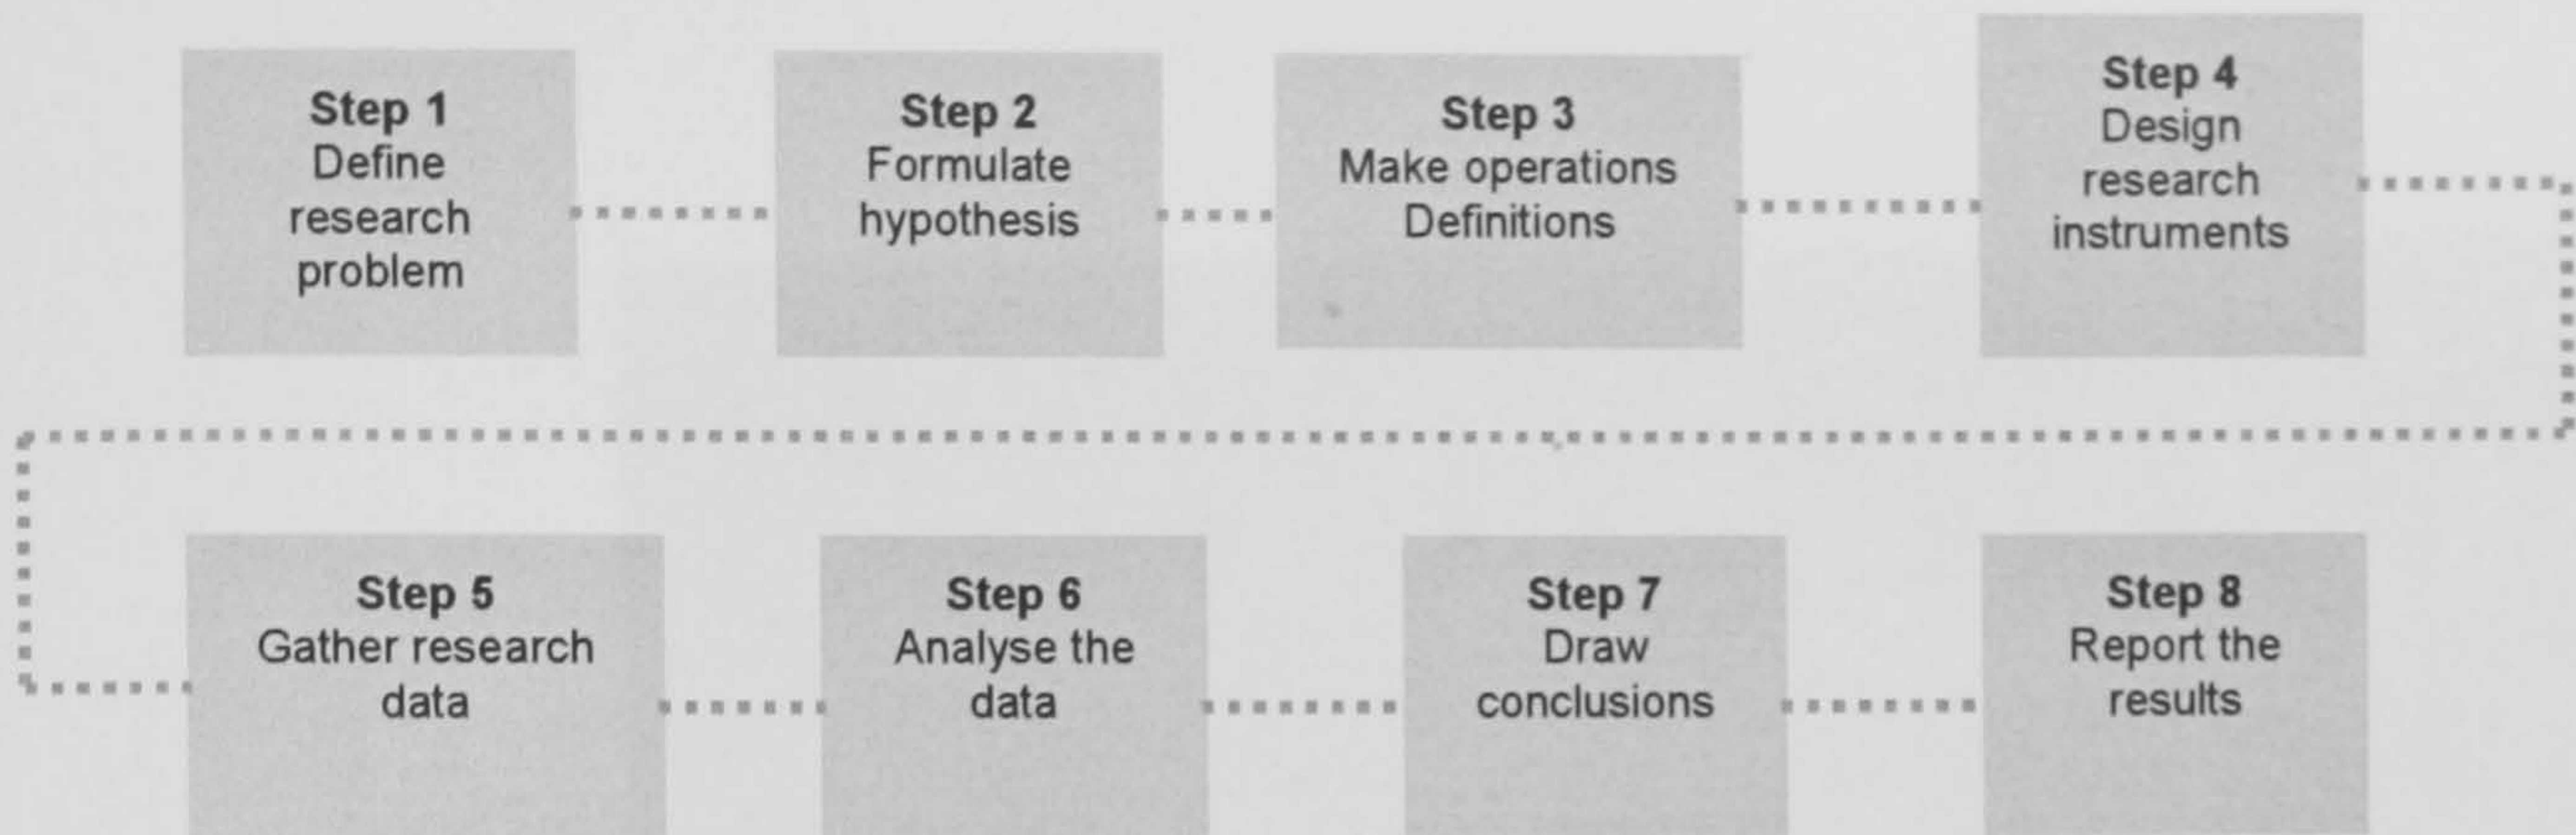 Step 1
Define
research
problem
Step 2
Formulate
hypothesis
Step 3
Make operations
Definitions
Step 4
Design
research
instruments
Step 5
Gather research
data
Step 6
Analyse the
data
Step 7
Draw
conclusions
Step 8
Report the
results